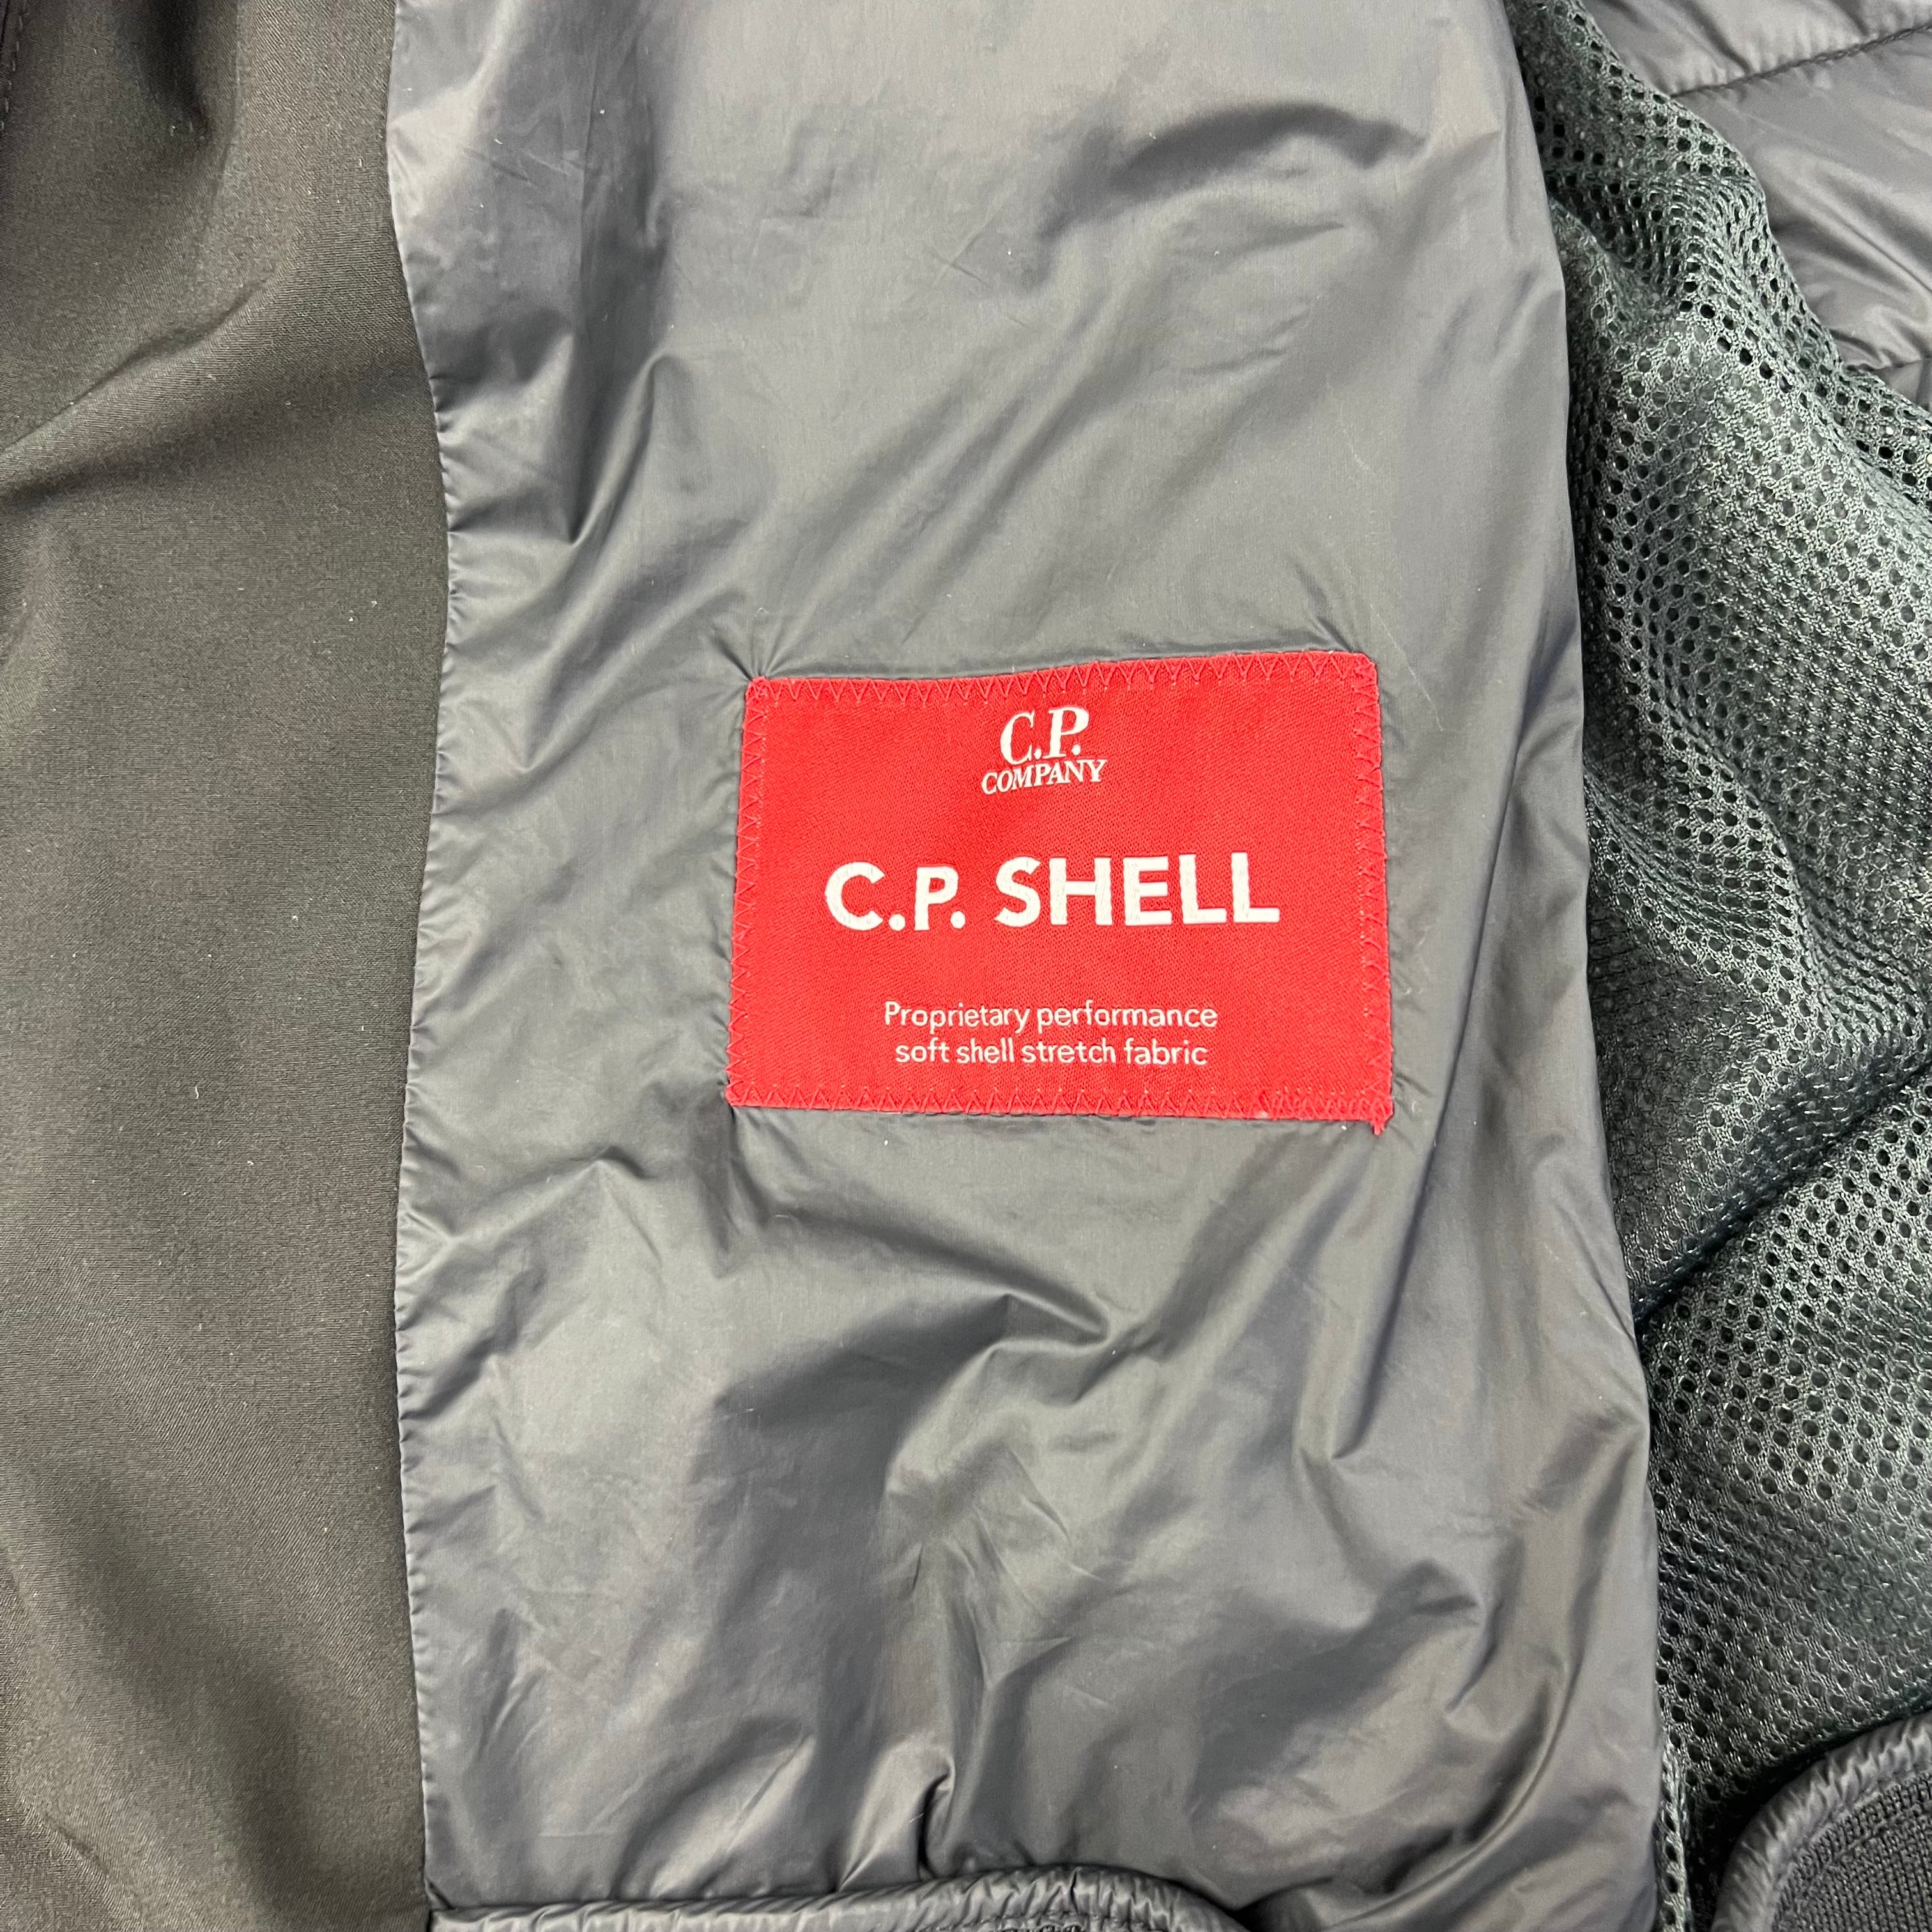 C.P.
COMPANY
C.P. SHELL
Proprietary performance
soft shell stretch fabric